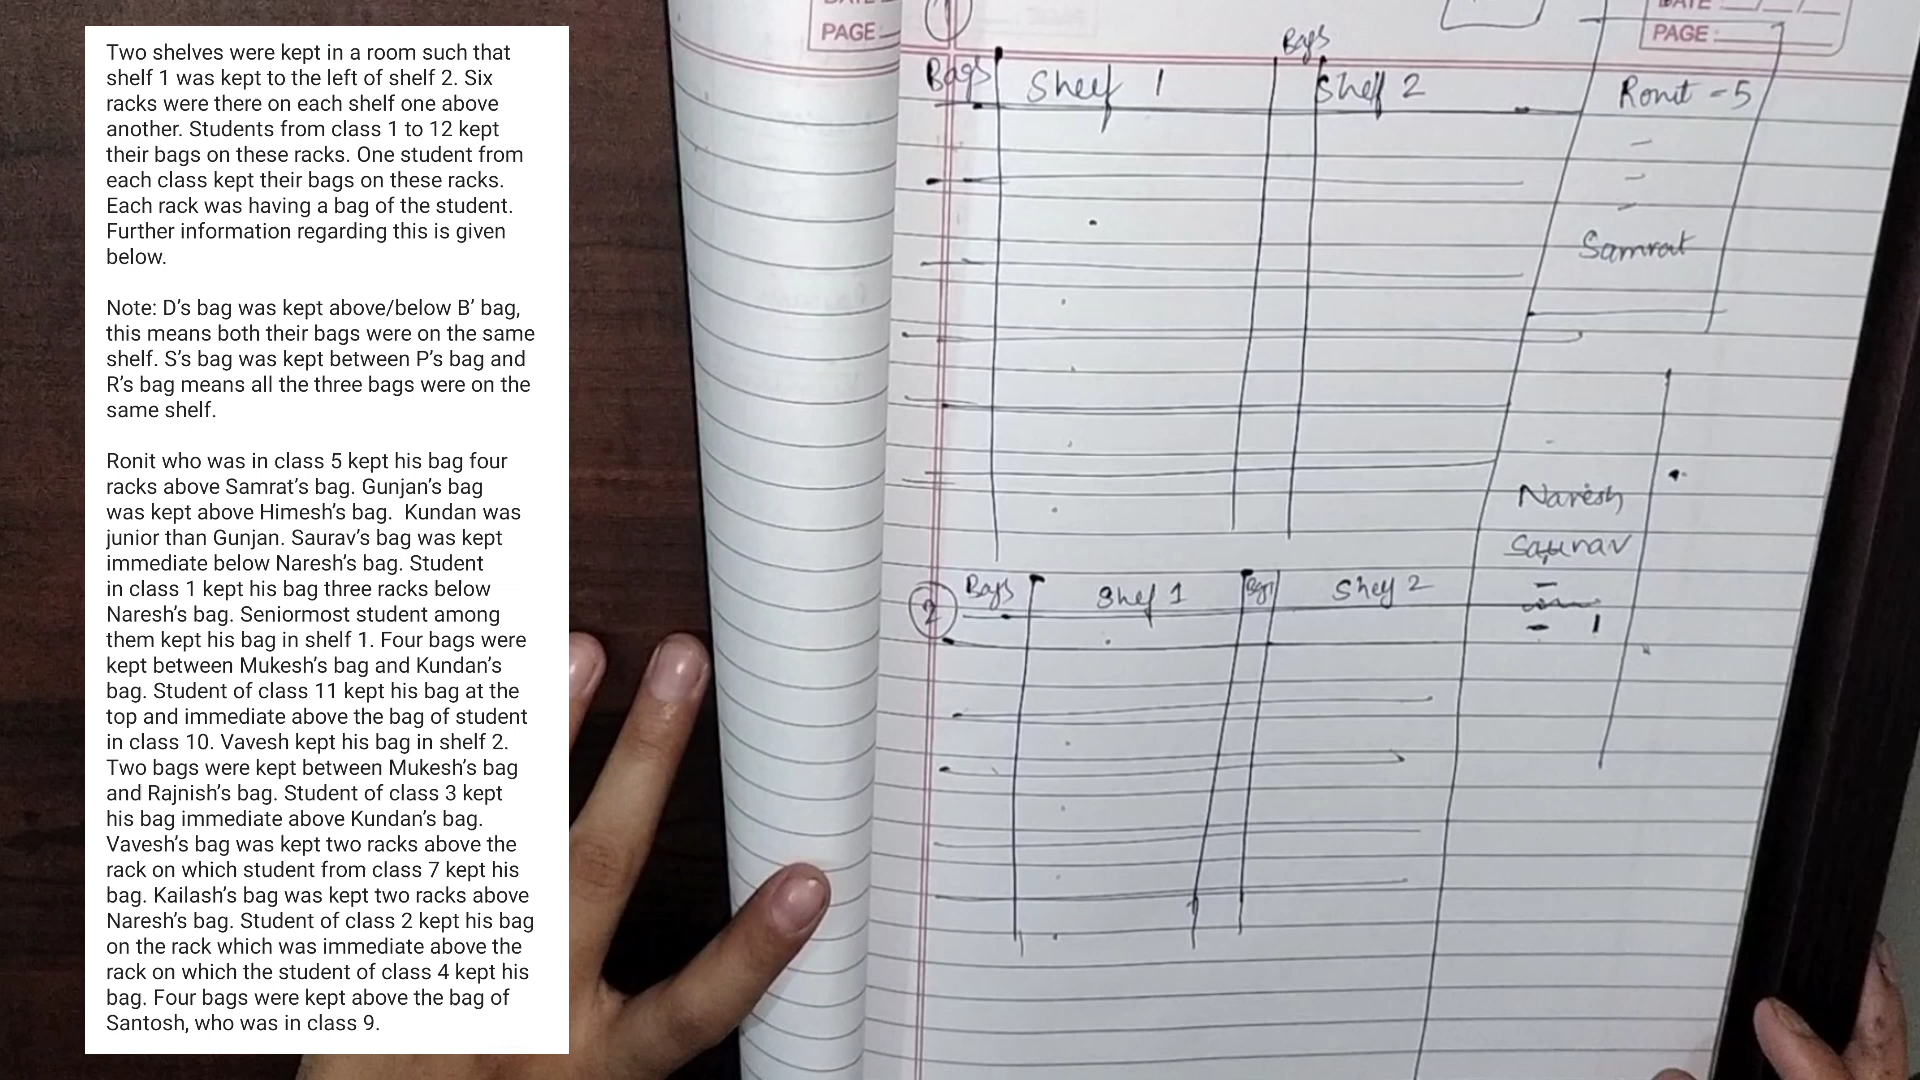 Two shelves were kept in a room such that
shelf 1 was kept to the left of shelf 2. Six
racks were there on each shelf one above
another. Students from class 1 to 12 kept
their bags on these racks. One student from
each class kept their bags on these racks.
Each rack was having a bag of the student.
Further information regarding this is given
below.
Note: D’s bag was kept above/below B’ bag,
this means both their bags were on the same
shelf. S’s bag was kept between P’s bag and
R’s bag means all the three bags were on the
same shelf.
Ronit who was in class 5 kept his bag four
racks above Samrat’s bag. Gunjan’s bag
was kept above Himesh’s bag.  Kundan was
junior than Gunjan. Saurav’s bag was kept
immediate below Naresh’s bag. Student
in class 1 kept his bag three racks below
Naresh’s bag. Seniormost student among
them kept his bag in shelf 1. Four bags were
kept between Mukesh’s bag and Kundan’s
bag. Student of class 11 kept his bag at the
top and immediate above the bag of student
in class 10. Vavesh kept his bag in shelf 2.
Two bags were kept between Mukesh’s bag
and Rajnish’s bag. Student of class 3 kept
his bag immediate above Kundan’s bag.
Vavesh’s bag was kept two racks above the
rack on which student from class 7 kept his
bag. Kailash’s bag was kept two racks above
Naresh’s bag. Student of class 2 kept his bag
on the rack which was immediate above the
rack on which the student of class 4 kept his
bag. Four bags were kept above the bag of
Santosh, who was in class 9.
DATE
PAGE
DATE
PAGE
1
Bags Shelf 1 Bags Shelf 2
Ronit - 5
Samrat
Naresh
Saurav
1
2 Bags Shelf 1 Bags Shelf 2